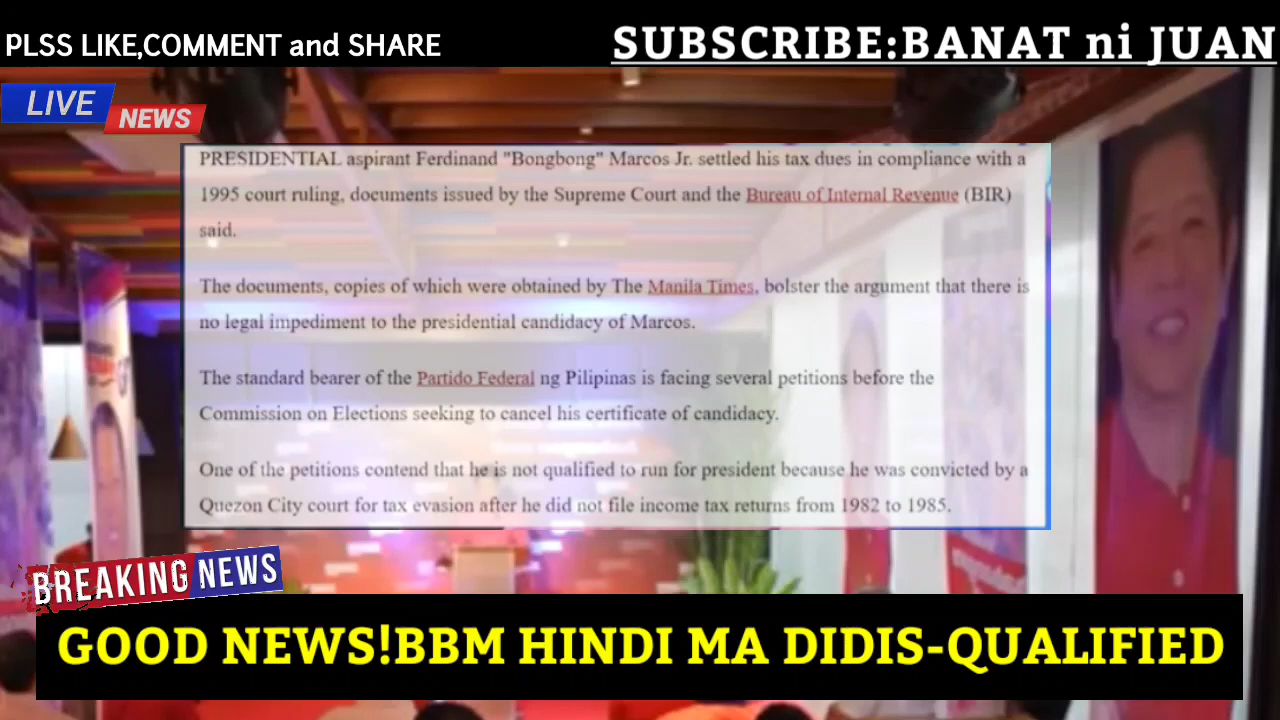 PLSS LIKE,COMMENT and SHARE
SUBSCRIBE:BANAT ni JUAN
LIVE
NEWS
PRESIDENTIAL aspirant Ferdinand "Bongbong" Marcos Jr. settled his tax dues in compliance with a
1995 court ruling, documents issued by the Supreme Court and the Bureau of Internal Revenue (BIR)
said.
The documents, copies of which were obtained by The Manila Times, bolster the argument that there is
no legal impediment to the presidential candidacy of Marcos.
The standard bearer of the Partido Federal ng Pilipinas is facing several petitions before the
Commission on Elections seeking to cancel his certificate of candidacy.
One of the petitions contend that he is not qualified to run for president because he was convicted by a
Quezon City court for tax evasion after he did not file income tax returns from 1982 to 1985.
BREAKING NEWS
GOOD NEWS!BBM HINDI MA DIDIS-QUALIFIED